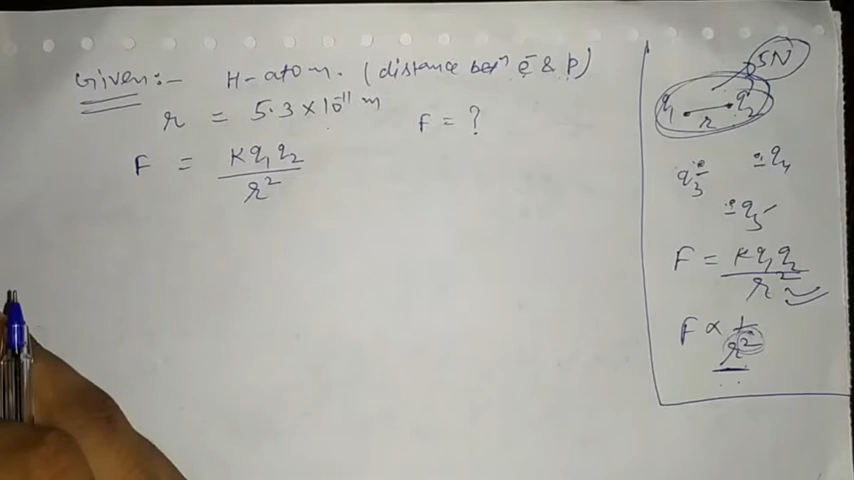 Given:- H-atom. (distance betn e̅ & p)
r = 5.3 × 10⁻¹¹ m F = ?
F = Kq₁q₂ / r²
5N
q₁ r q₂
q₃ q₄
q₅
F = Kq₁q₂ / r²
F ∝ 1 / r²